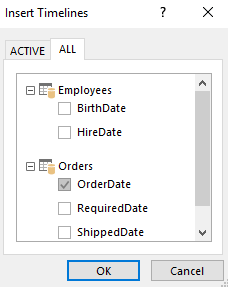 Insert Timelines
ACTIVE ALL
Employees
BirthDate
HireDate
Orders
OrderDate
RequiredDate
ShippedDate
OK Cancel